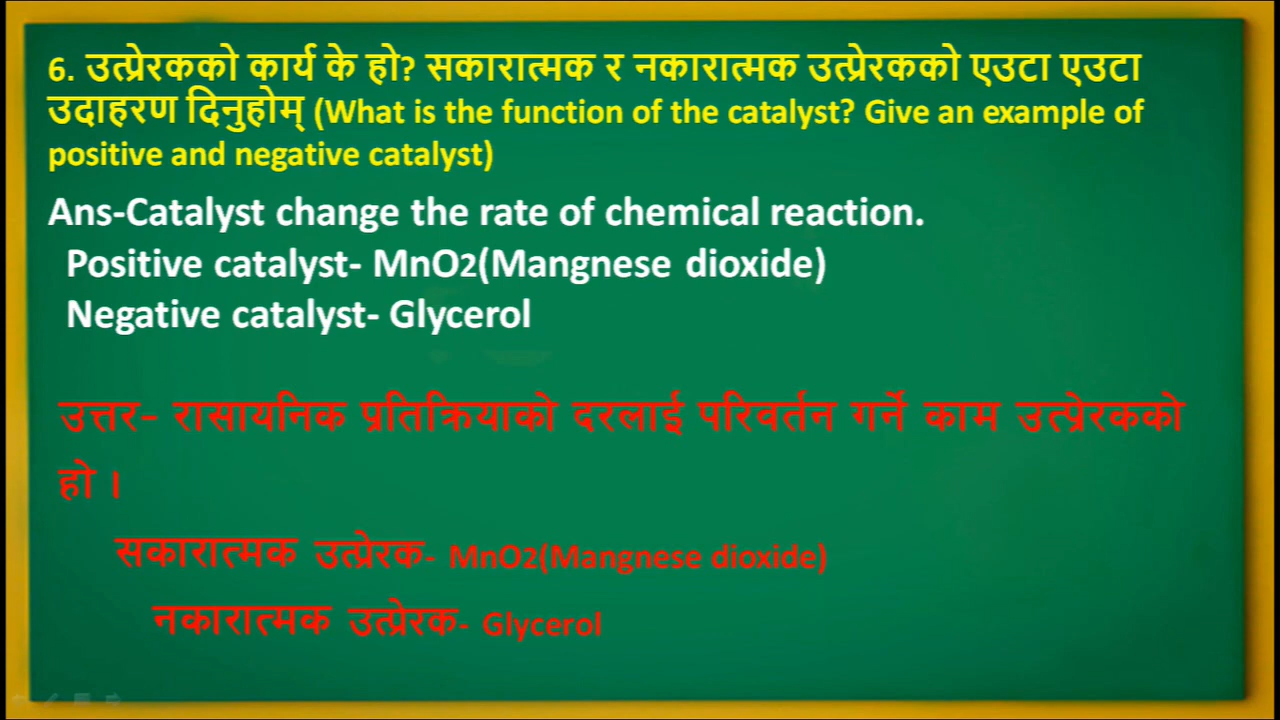 6. उत्प्रेरकको कार्य के हो? सकारात्मक र नकारात्मक उत्प्रेरकको एउटा एउटा
उदाहरण दिनुहोम् (What is the function of the catalyst? Give an example of
positive and negative catalyst)
Ans-Catalyst change the rate of chemical reaction.
Positive catalyst- MnO2(Mangnese dioxide)
Negative catalyst- Glycerol
उत्तर- रासायनिक प्रतिक्रियाको दरलाई परिवर्तन गर्ने काम उत्प्रेरकको
हो ।
सकारात्मक उत्प्रेरक- MnO2(Mangnese dioxide)
नकारात्मक उत्प्रेरक- Glycerol